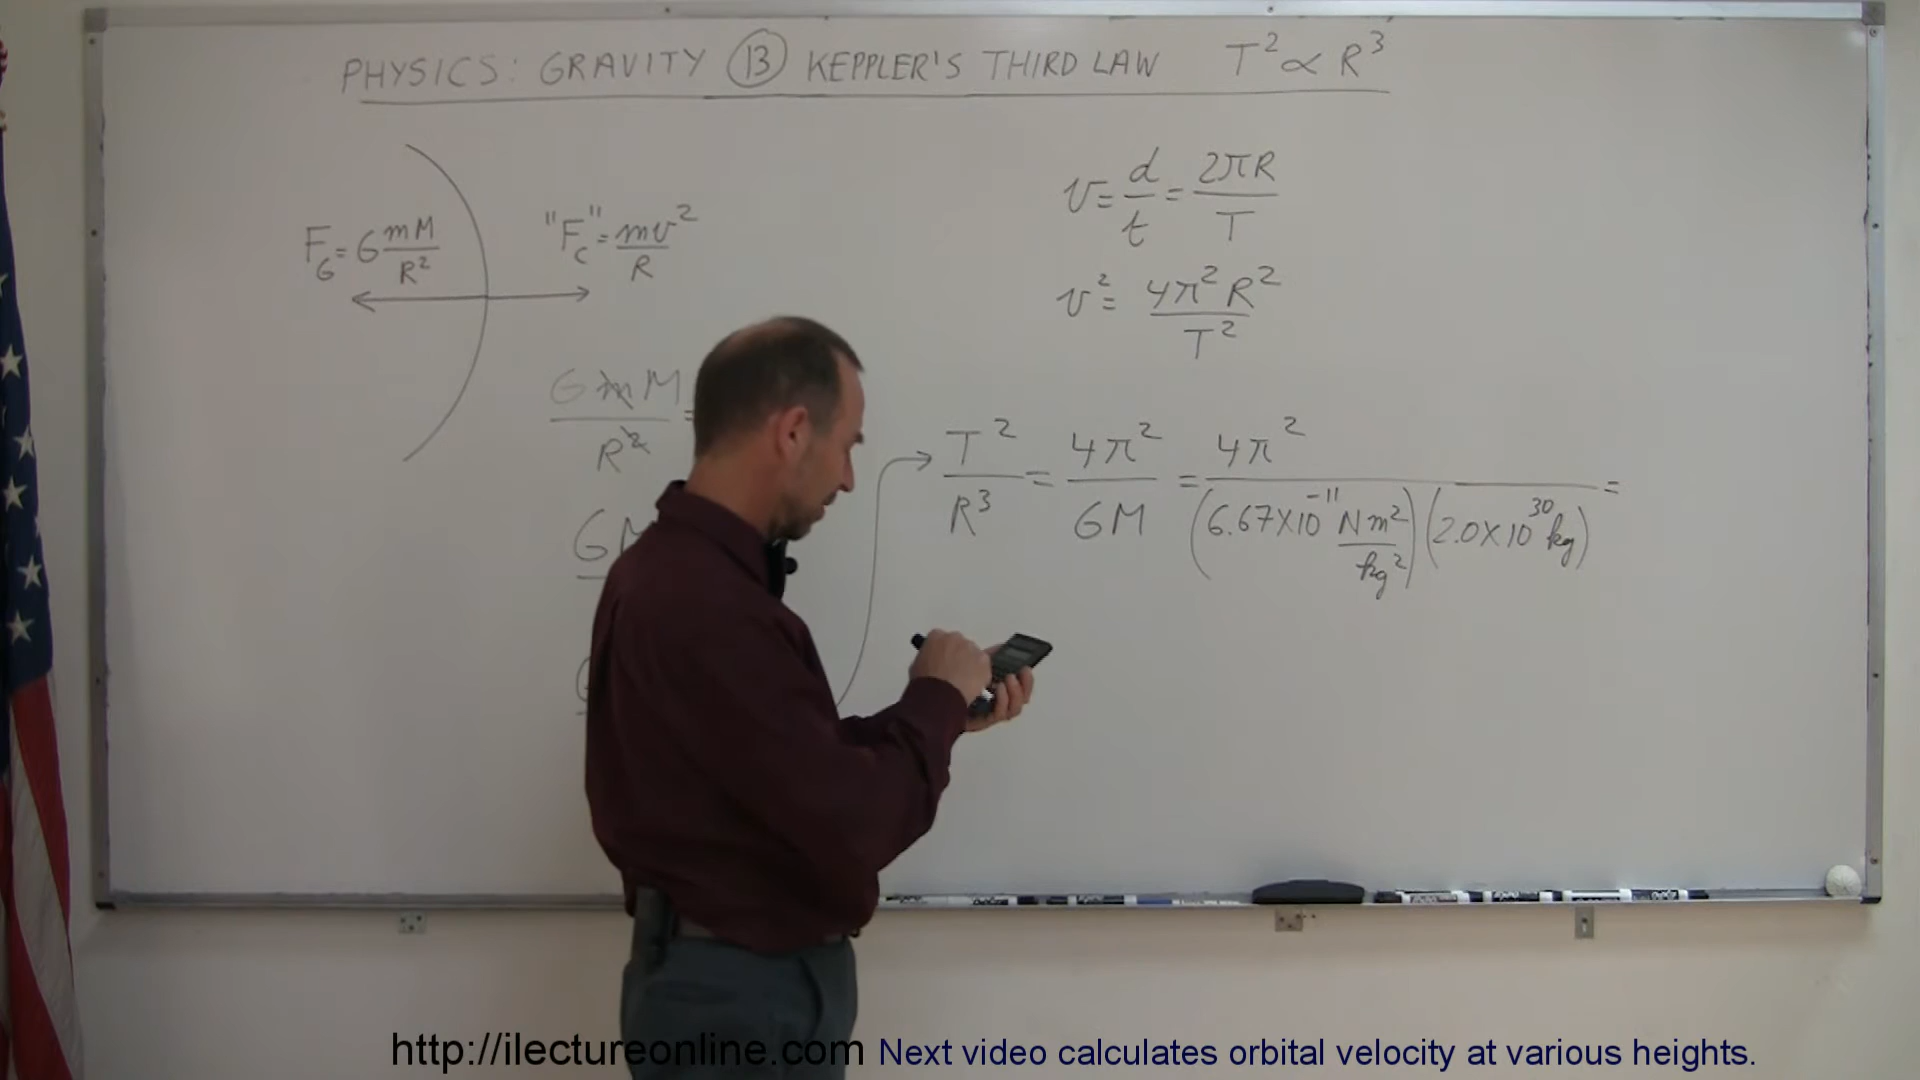 PHYSICS: GRAVITY 13 KEPPLER'S THIRD LAW T² ∝ R³
v = d/t = 2πR/T
F_G = G mM/R²
"F_c" = mv²/R
v² = 4π²R²/T²
GmM/R² =
T²/R³ = 4π²/GM = 4π²/(6.67×10⁻¹¹ Nm²/kg²)(2.0×10³⁰ kg) =
GM
http://ilectureonline.com Next video calculates orbital velocity at various heights.